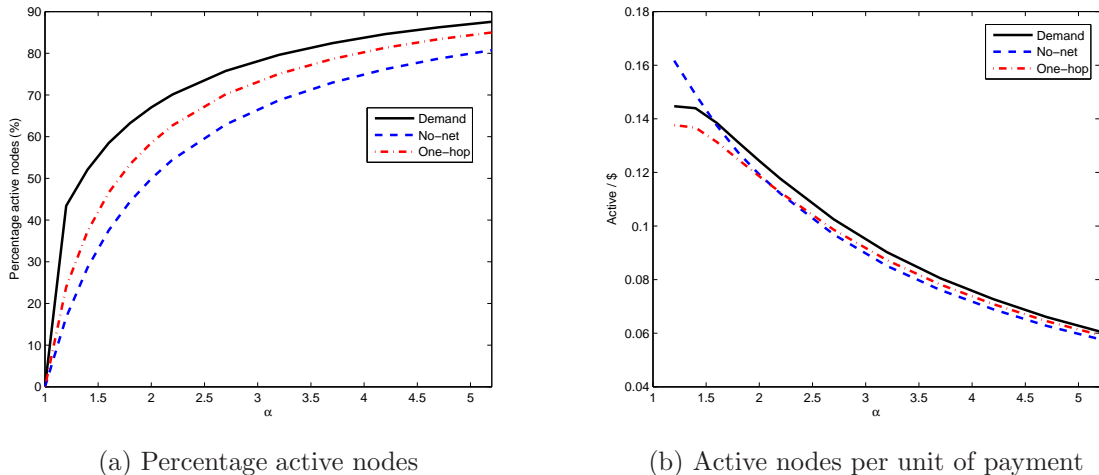 90
80
70
60
50
40
30
20
10
0
Percentage active nodes (%)
Demand
No−net
One−hop
1 1.5 2 2.5 3 3.5 4 4.5 5
α
(a) Percentage active nodes
0.18
0.16
0.14
0.12
0.1
0.08
0.06
0.04
Active / $
Demand
No−net
One−hop
1 1.5 2 2.5 3 3.5 4 4.5 5
α
(b) Active nodes per unit of payment